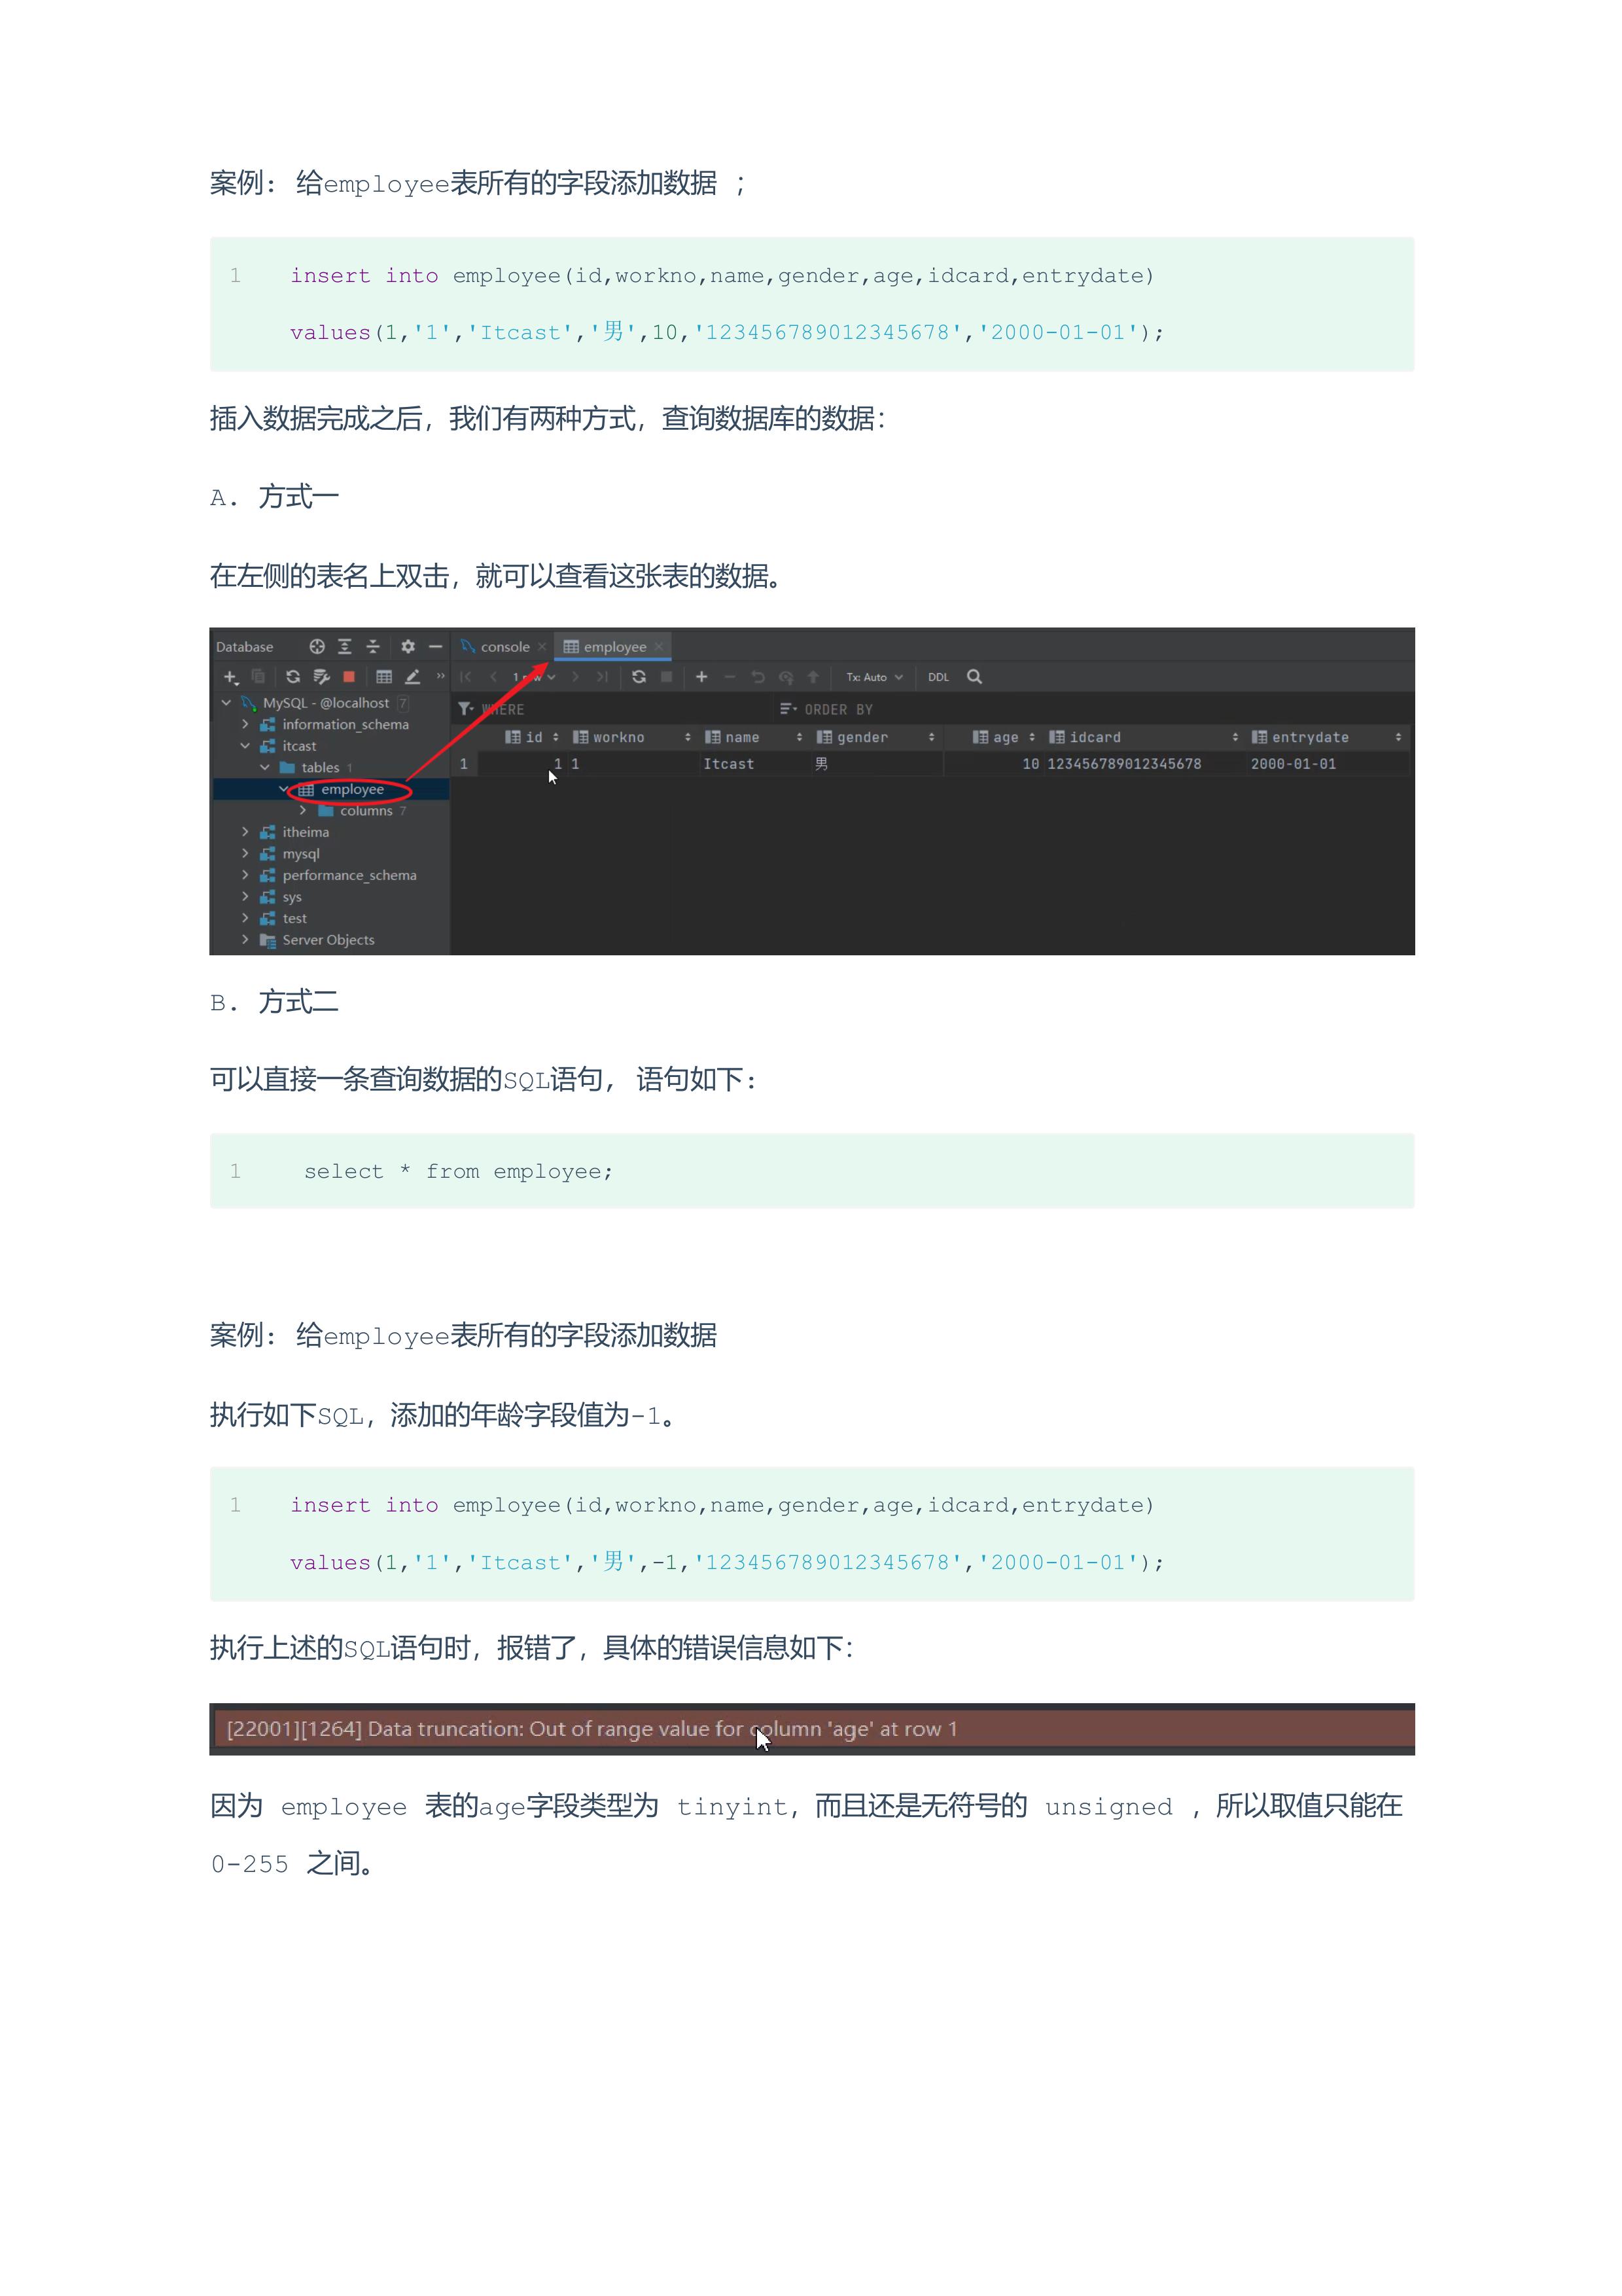 案例: 给employee表所有的字段添加数据 ;
1 insert into employee(id,workno,name,gender,age,idcard,entrydate)
values(1,'1','Itcast','男',10,'123456789012345678','2000-01-01');
插入数据完成之后，我们有两种方式，查询数据库的数据：
A. 方式一
在左侧的表名上双击，就可以查看这张表的数据。
Database console employee
1 row Tx: Auto DDL
MySQL - @localhost 7
WHERE ORDER BY
information_schema
id workno name gender age idcard entrydate
itcast
1 1 1 Itcast 男 10 123456789012345678 2000-01-01
tables 1
employee
columns 7
itheima
mysql
performance_schema
sys
test
Server Objects
B. 方式二
可以直接一条查询数据的SQL语句, 语句如下:
1 select * from employee;
案例: 给employee表所有的字段添加数据
执行如下SQL，添加的年龄字段值为-1。
1 insert into employee(id,workno,name,gender,age,idcard,entrydate)
values(1,'1','Itcast','男',-1,'123456789012345678','2000-01-01');
执行上述的SQL语句时，报错了，具体的错误信息如下：
[22001][1264] Data truncation: Out of range value for column 'age' at row 1
因为 employee 表的age字段类型为 tinyint，而且还是无符号的 unsigned ，所以取值只能在
0-255 之间。